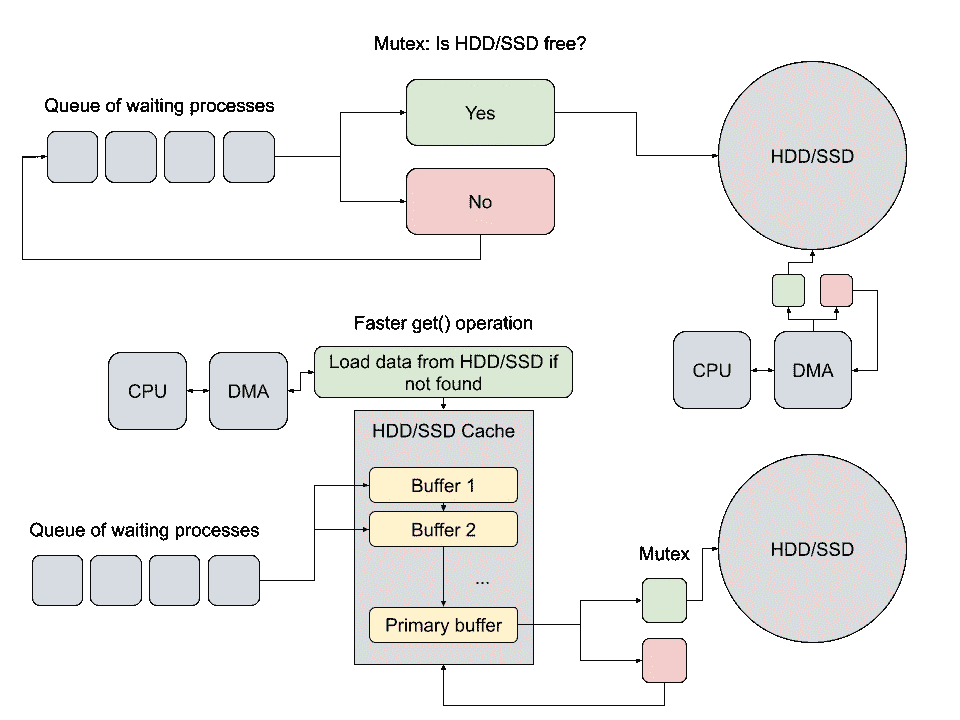 Mutex: Is HDD/SSD free?
Queue of waiting processes
Yes
HDD/SSD
No
Faster get() operation
Load data from HDD/SSD if
not found
CPU
DMA
CPU
DMA
HDD/SSD Cache
Buffer 1
Buffer 2
...
Primary buffer
Queue of waiting processes
Mutex
HDD/SSD